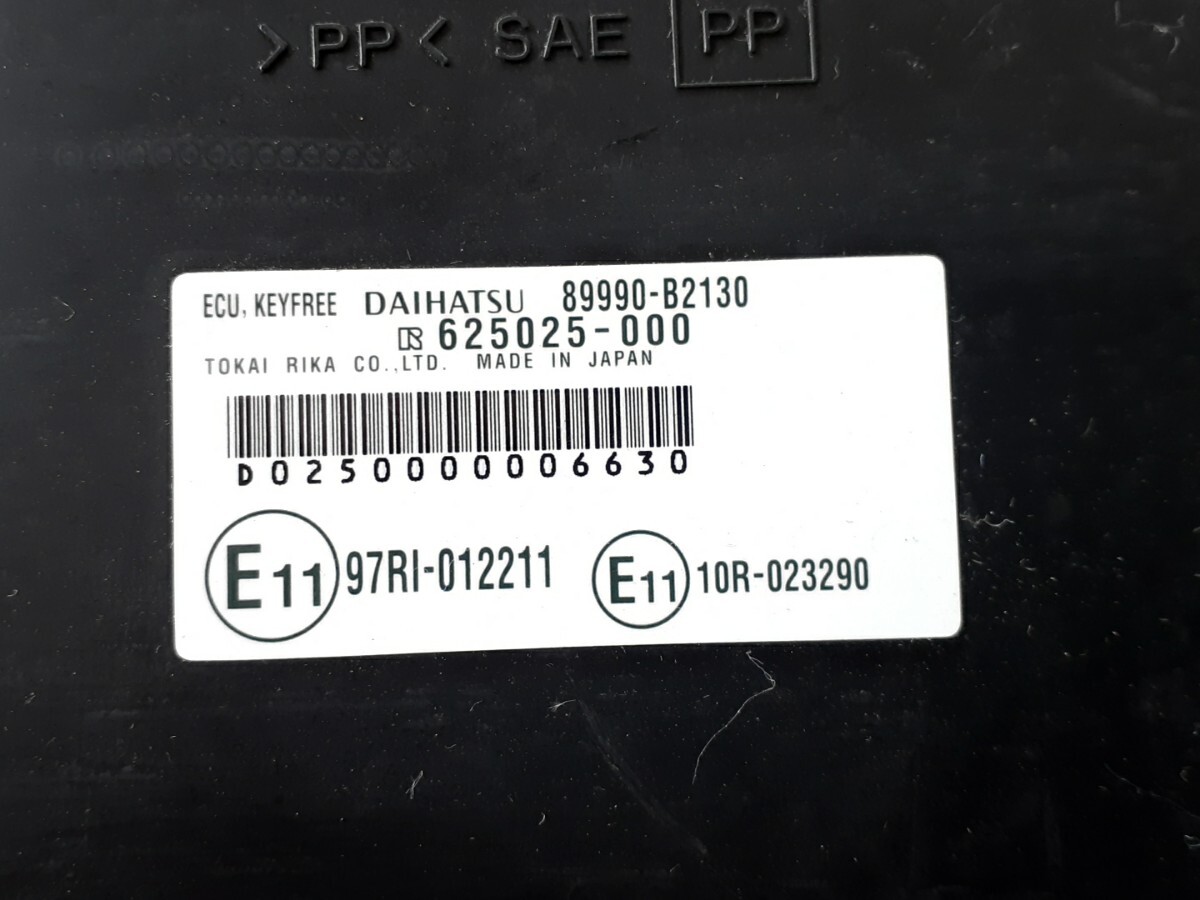 >PP< SAE PP
ECU, KEYFREE DAIHATSU 89990-B2130
R 625025-000
TOKAI RIKA CO.,LTD. MADE IN JAPAN
D0250000006630
E11 97RI-012211 E11 10R-023290